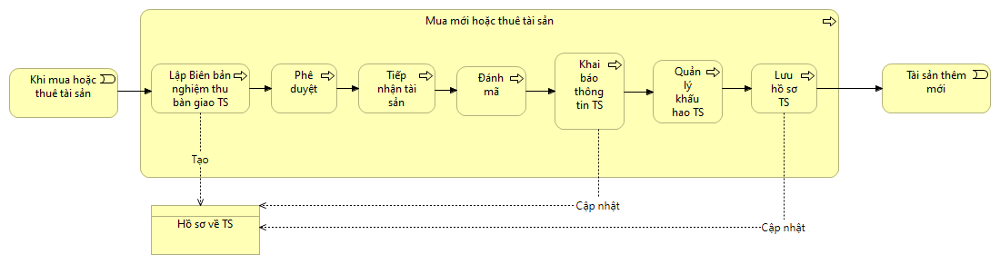 Mua mới hoặc thuê tài sản
Khi mua hoặc
thuê tài sản
Lập Biên bản
nghiệm thu
bàn giao TS
Phê
duyệt
Tiếp
nhận tài
sản
Đánh
mã
Khai
báo
thông
tin TS
Quản
lý
khấu
hao TS
Lưu
hồ sơ
TS
Tài sản thêm
mới
Tạo
Cập nhật
Hồ sơ về TS
Cập nhật